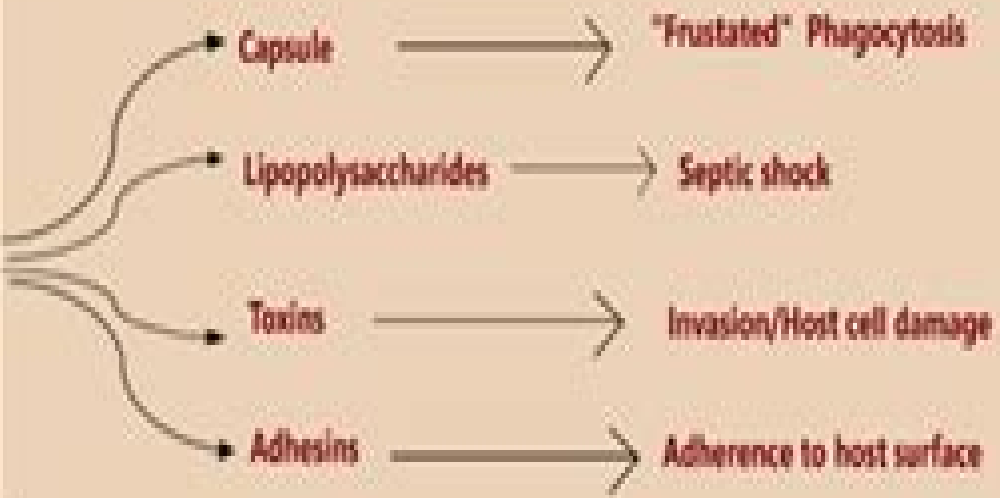 Capsule "Frustated" Phagocytosis
Lipopolysaccharides Septic shock
Toxins Invasion/Host cell damage
Adhesins Adherence to host surface